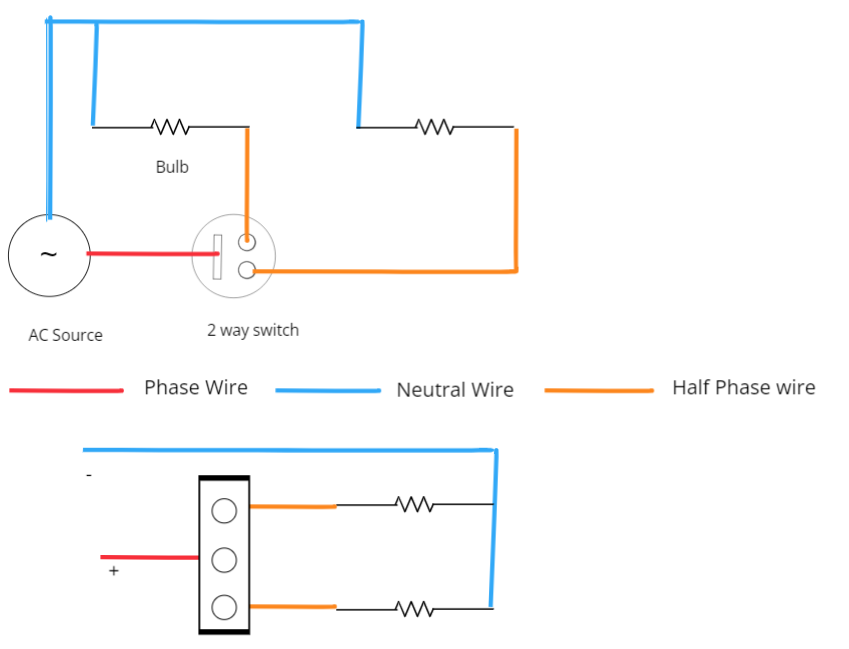 Bulb
~
AC Source
2 way switch
Phase Wire
Neutral Wire
Half Phase wire
-
+